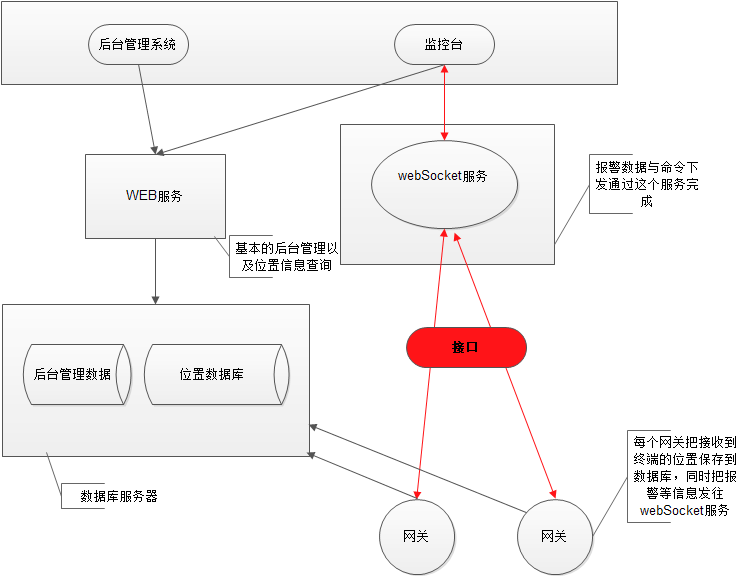 后台管理系统
监控台
webSocket服务
报警数据与命令下
发通过这个服务完
成
WEB服务
基本的后台管理以
及位置信息查询
接口
后台管理数据
位置数据库
数据库服务器
每个网关把接收到
终端的位置保存到
数据库，同时把报
警等信息发往
webSocket服务
网关
网关